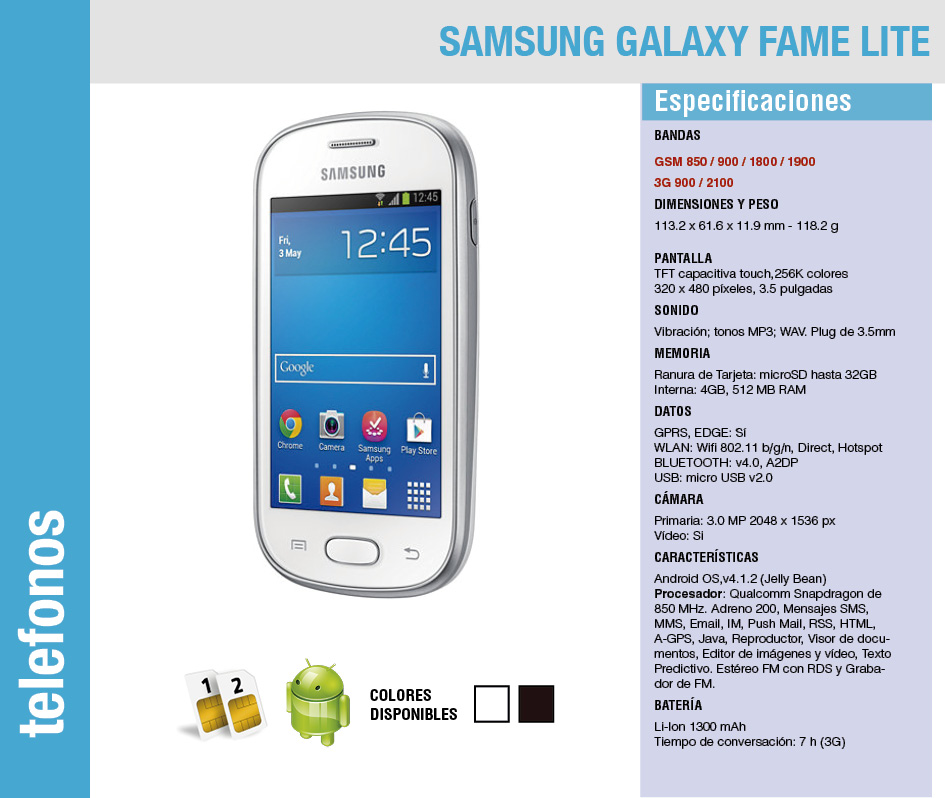 SAMSUNG GALAXY FAME LITE
telefonos
SAMSUNG
12:45
Fri,
3 May
12:45
Google
Chrome
Camera
Samsung
Apps
Play Store
1
2
COLORES
DISPONIBLES
Especificaciones
BANDAS
GSM 850 / 900 / 1800 / 1900
3G 900 / 2100
DIMENSIONES Y PESO
113.2 x 61.6 x 11.9 mm - 118.2 g
PANTALLA
TFT capacitiva touch,256K colores
320 x 480 píxeles, 3.5 pulgadas
SONIDO
Vibración; tonos MP3; WAV. Plug de 3.5mm
MEMORIA
Ranura de Tarjeta: microSD hasta 32GB
Interna: 4GB, 512 MB RAM
DATOS
GPRS, EDGE: Sí
WLAN: Wifi 802.11 b/g/n, Direct, Hotspot
BLUETOOTH: v4.0, A2DP
USB: micro USB v2.0
CÁMARA
Primaria: 3.0 MP 2048 x 1536 px
Vídeo: Si
CARACTERÍSTICAS
Android OS,v4.1.2 (Jelly Bean)
Procesador: Qualcomm Snapdragon de
850 MHz. Adreno 200, Mensajes SMS,
MMS, Email, IM, Push Mail, RSS, HTML,
A-GPS, Java, Reproductor, Visor de docu-
mentos, Editor de imágenes y vídeo, Texto
Predictivo. Estéreo FM con RDS y Graba-
dor de FM.
BATERÍA
Li-Ion 1300 mAh
Tiempo de conversación: 7 h (3G)